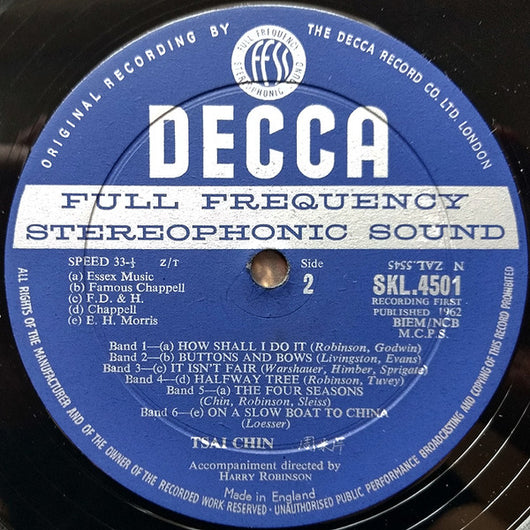 ORIGINAL RECORDING BY THE DECCA RECORD CO. LTD. LONDON
FULL FREQUENCY
ffss
STEREOPHONIC SOUND
DECCA
FULL FREQUENCY
STEREOPHONIC SOUND
SPEED 33-⅓ Z/T
(a) Essex Music
(b) Famous Chappell
(c) F.D. & H.
(d) Chappell
(e) E. H. Morris
Side
2
N ZAL.5545
SKL.4501
RECORDING FIRST
PUBLISHED 1962
BIEM/NCB
M.C.P.S.
Band 1—(a) HOW SHALL I DO IT (Robinson, Godwin)
Band 2—(b) BUTTONS AND BOWS (Livingston, Evans)
Band 3—(c) IT ISN'T FAIR (Warshauer, Himber, Sprigata)
Band 4—(d) HALFWAY TREE (Robinson, Tuvey)
Band 5—(a) THE FOUR SEASONS
(Chin, Robinson, Sleiss)
Band 6—(e) ON A SLOW BOAT TO CHINA
(Loesser)
TSAI CHIN 周采芹
Accompaniment directed by
HARRY ROBINSON
Made in England
ALL RIGHTS OF THE MANUFACTURER AND OF THE OWNER OF THE RECORDED WORK RESERVED · UNAUTHORISED PUBLIC PERFORMANCE BROADCASTING AND COPYING OF THIS RECORD PROHIBITED